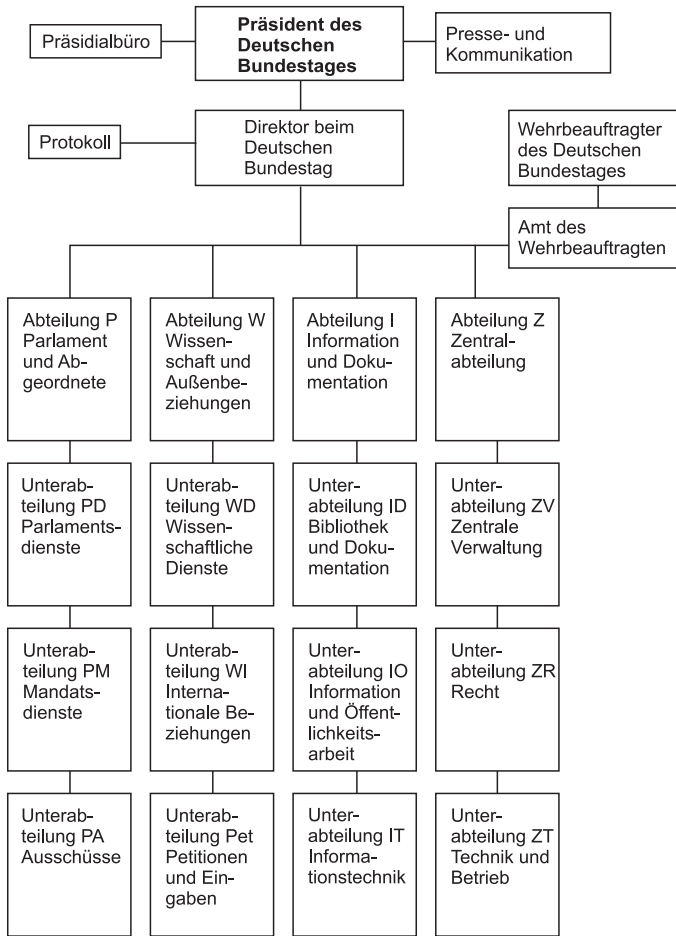 Präsidialbüro
Präsident des
Deutschen
Bundestages
Presse- und
Kommunikation
Protokoll
Direktor beim
Deutschen
Bundestag
Wehrbeauftragter
des Deutschen
Bundestages
Amt des
Wehrbeauftragten
Abteilung P
Parlament
und Ab-
geordnete
Abteilung W
Wissen-
schaft und
Außenbe-
ziehungen
Abteilung I
Information
und Doku-
mentation
Abteilung Z
Zentral-
abteilung
Unterab-
teilung PD
Parlaments-
dienste
Unterab-
teilung WD
Wissen-
schaftliche
Dienste
Unter-
abteilung ID
Bibliothek
und Doku-
mentation
Unter-
abteilung ZV
Zentrale
Verwaltung
Unterab-
teilung PM
Mandats-
dienste
Unterab-
teilung WI
Interna-
tionale Be-
ziehungen
Unter-
abteilung IO
Information
und Öffent-
lichkeits-
arbeit
Unter-
abteilung ZR
Recht
Unterab-
teilung PA
Ausschüsse
Unterab-
teilung Pet
Petitionen
und Ein-
gaben
Unter-
abteilung IT
Informa-
tionstechnik
Unter-
abteilung ZT
Technik und
Betrieb